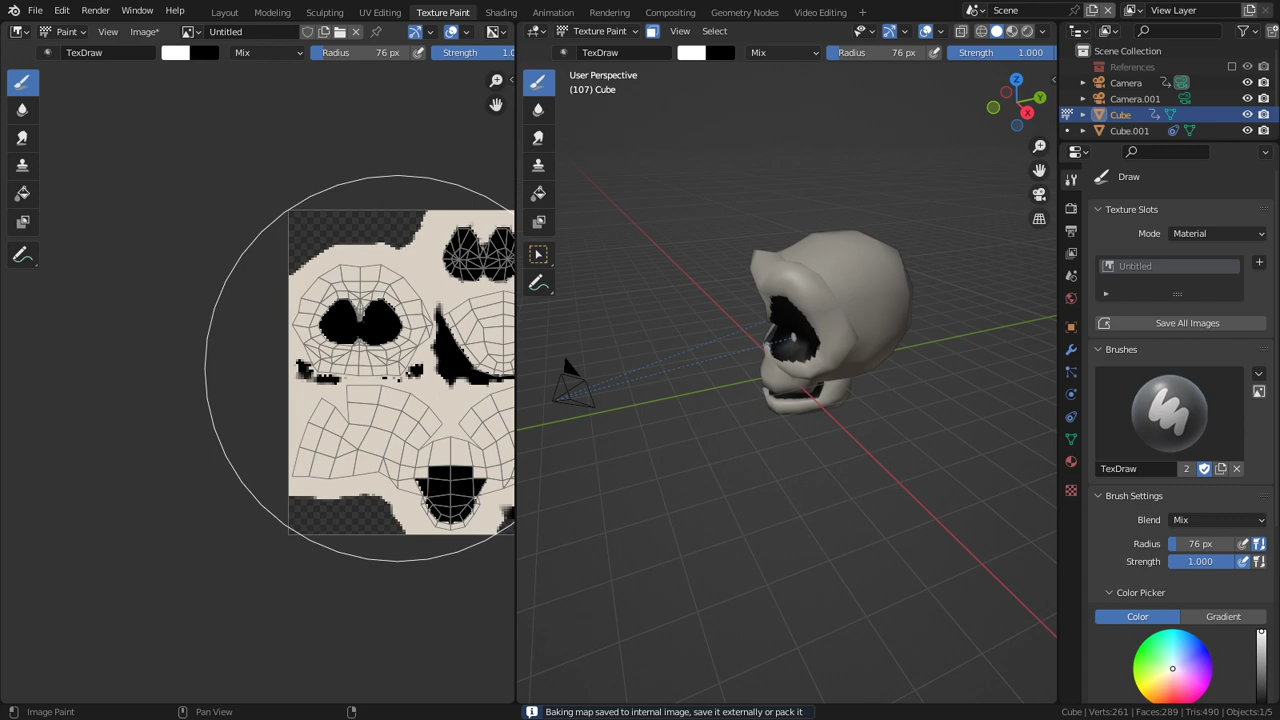 File Edit Render Window Help
Layout Modeling Sculpting UV Editing Texture Paint Shading Animation Rendering Compositing Geometry Nodes Video Editing
Scene
View Layer
Paint View Image* Untitled
Texture Paint View Select
Scene Collection
TexDraw Mix Radius 76 px Strength 1.0
TexDraw Mix Radius 76 px Strength 1.000
References
User Perspective
(107) Cube
Camera
Camera.001
Cube
Cube.001
Z
Y
X
Draw
Texture Slots
Mode Material
Untitled
Save All Images
Brushes
TexDraw 2
Brush Settings
Blend Mix
Radius 76 px
Strength 1.000
Color Picker
Color Gradient
Image Paint Pan View
Baking map saved to internal image, save it externally or pack it
Cube | Verts:261 | Faces:289 | Tris:490 | Objects:1/5